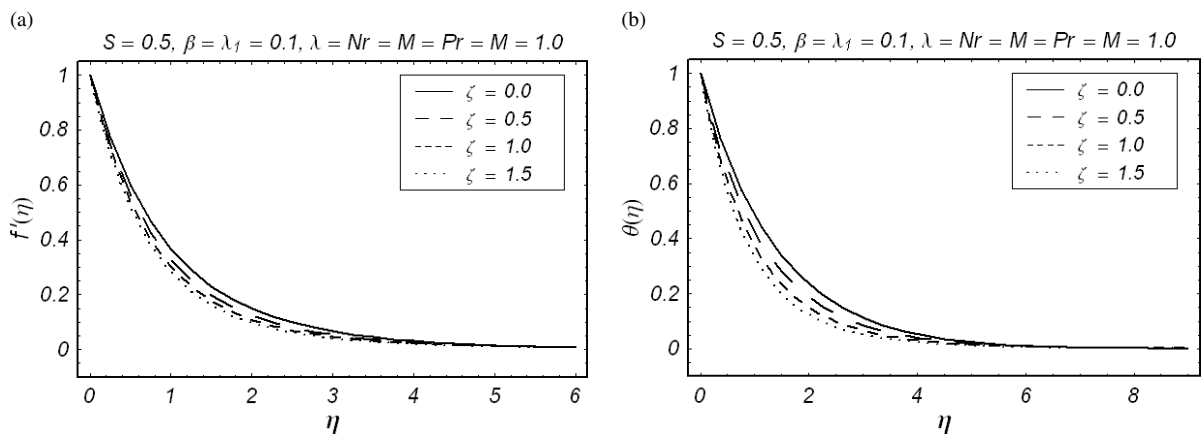 (a)
S = 0.5, β = λ₁ = 0.1, λ = Nr = M = Pr = M = 1.0
1
0.8
0.6
0.4
0.2
0
f'(η)
ζ = 0.0
ζ = 0.5
ζ = 1.0
ζ = 1.5
0 1 2 3 4 5 6
η
(b)
S = 0.5, β = λ₁ = 0.1, λ = Nr = M = Pr = M = 1.0
1
0.8
0.6
0.4
0.2
0
θ(η)
ζ = 0.0
ζ = 0.5
ζ = 1.0
ζ = 1.5
0 2 4 6 8
η